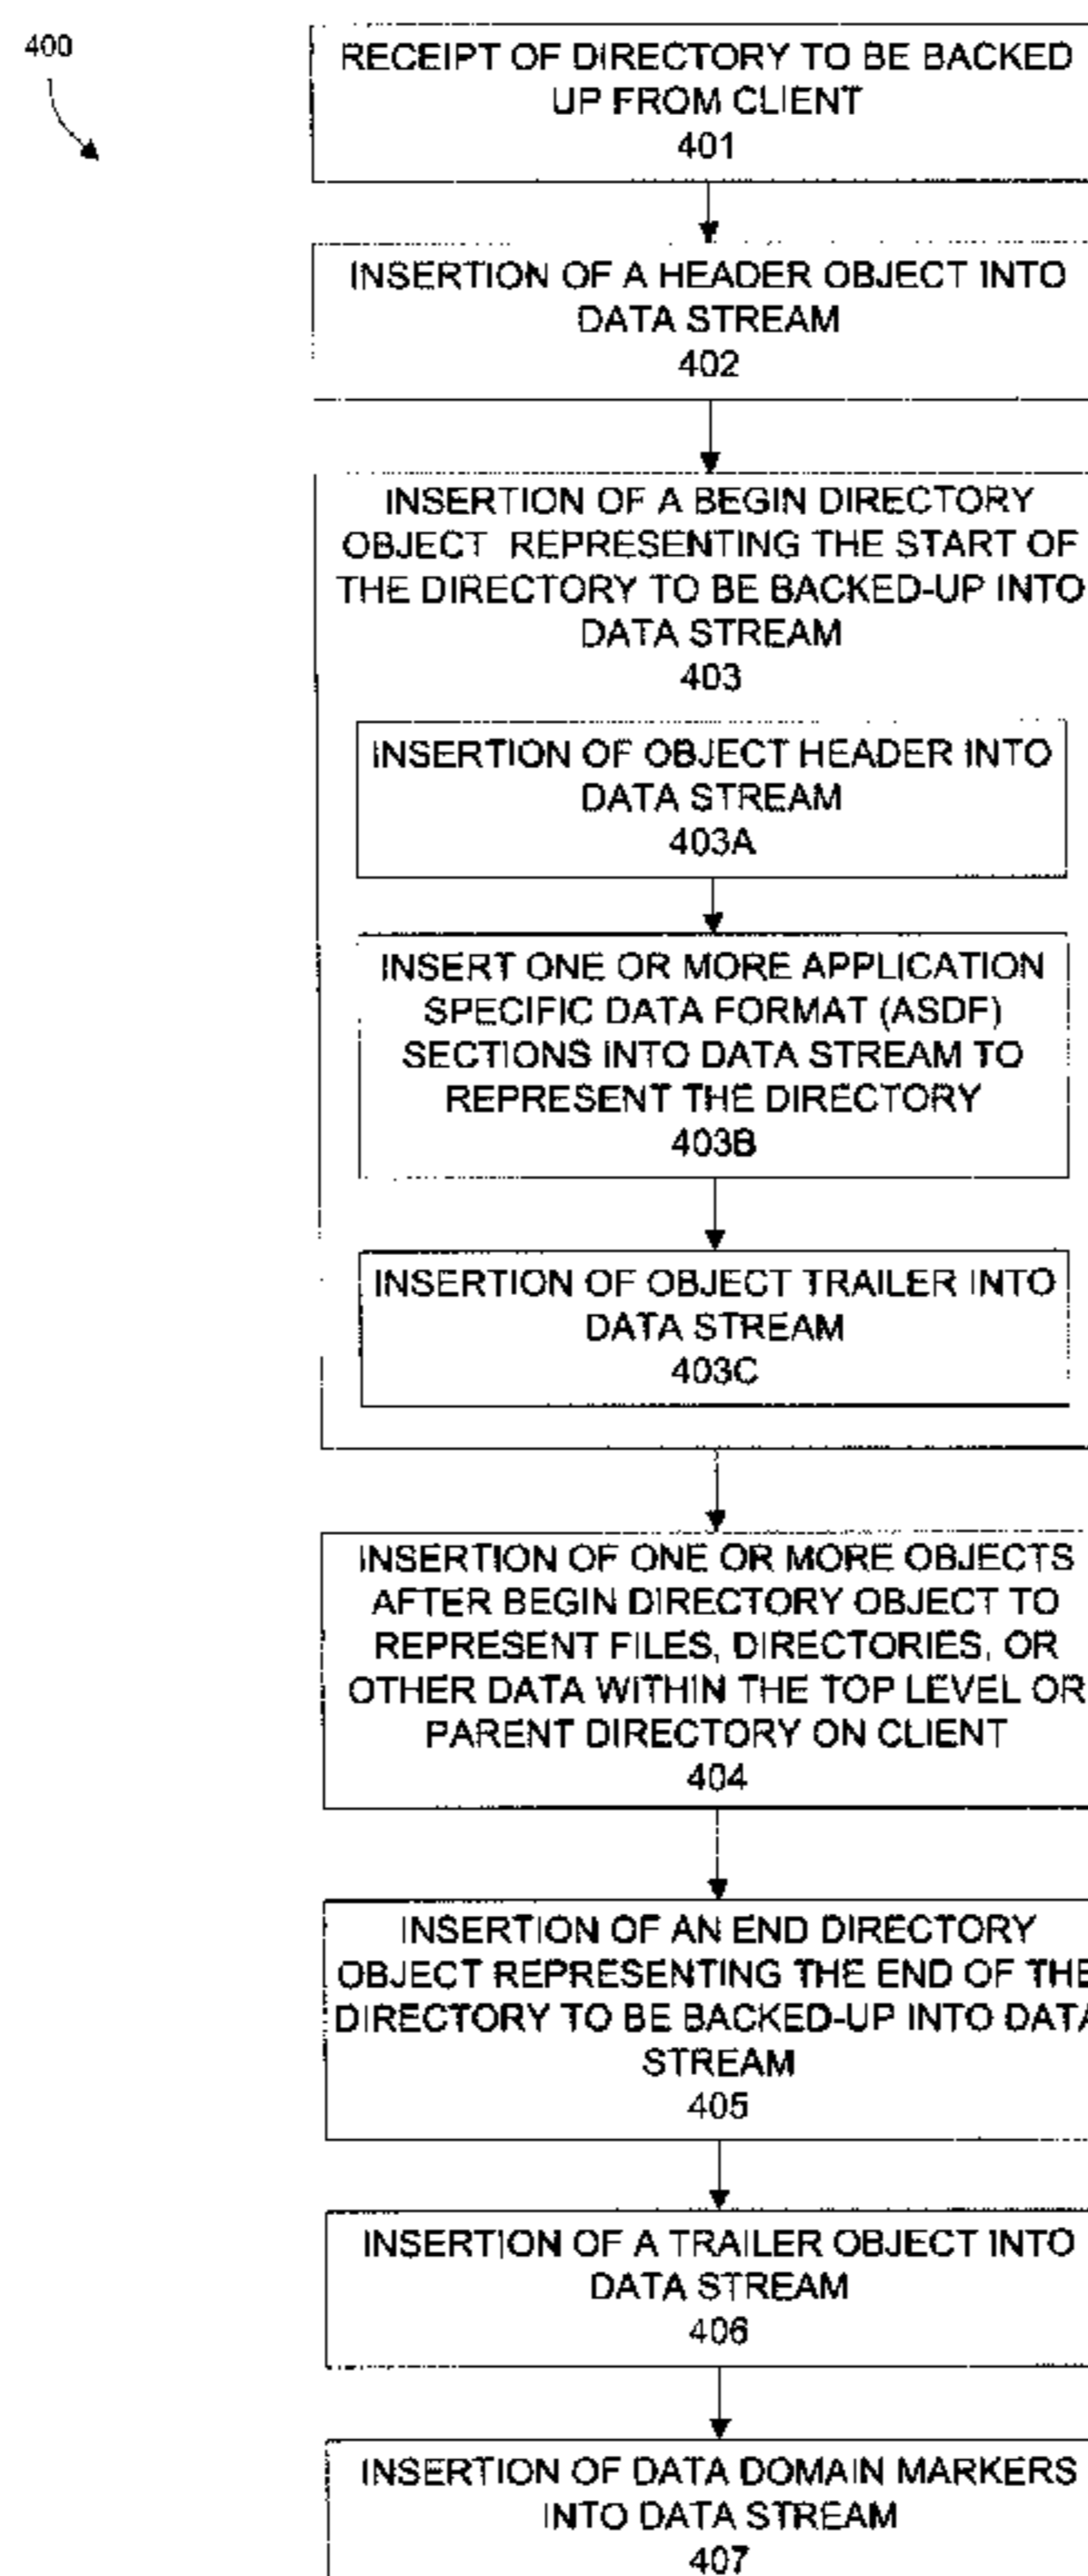 400
RECEIPT OF DIRECTORY TO BE BACKED
UP FROM CLIENT
401
INSERTION OF A HEADER OBJECT INTO
DATA STREAM
402
INSERTION OF A BEGIN DIRECTORY
OBJECT REPRESENTING THE START OF
THE DIRECTORY TO BE BACKED-UP INTO
DATA STREAM
403
INSERTION OF OBJECT HEADER INTO
DATA STREAM
403A
INSERT ONE OR MORE APPLICATION
SPECIFIC DATA FORMAT (ASDF)
SECTIONS INTO DATA STREAM TO
REPRESENT THE DIRECTORY
403B
INSERTION OF OBJECT TRAILER INTO
DATA STREAM
403C
INSERTION OF ONE OR MORE OBJECTS
AFTER BEGIN DIRECTORY OBJECT TO
REPRESENT FILES, DIRECTORIES, OR
OTHER DATA WITHIN THE TOP LEVEL OR
PARENT DIRECTORY ON CLIENT
404
INSERTION OF AN END DIRECTORY
OBJECT REPRESENTING THE END OF THE
DIRECTORY TO BE BACKED-UP INTO DATA
STREAM
405
INSERTION OF A TRAILER OBJECT INTO
DATA STREAM
406
INSERTION OF DATA DOMAIN MARKERS
INTO DATA STREAM
407